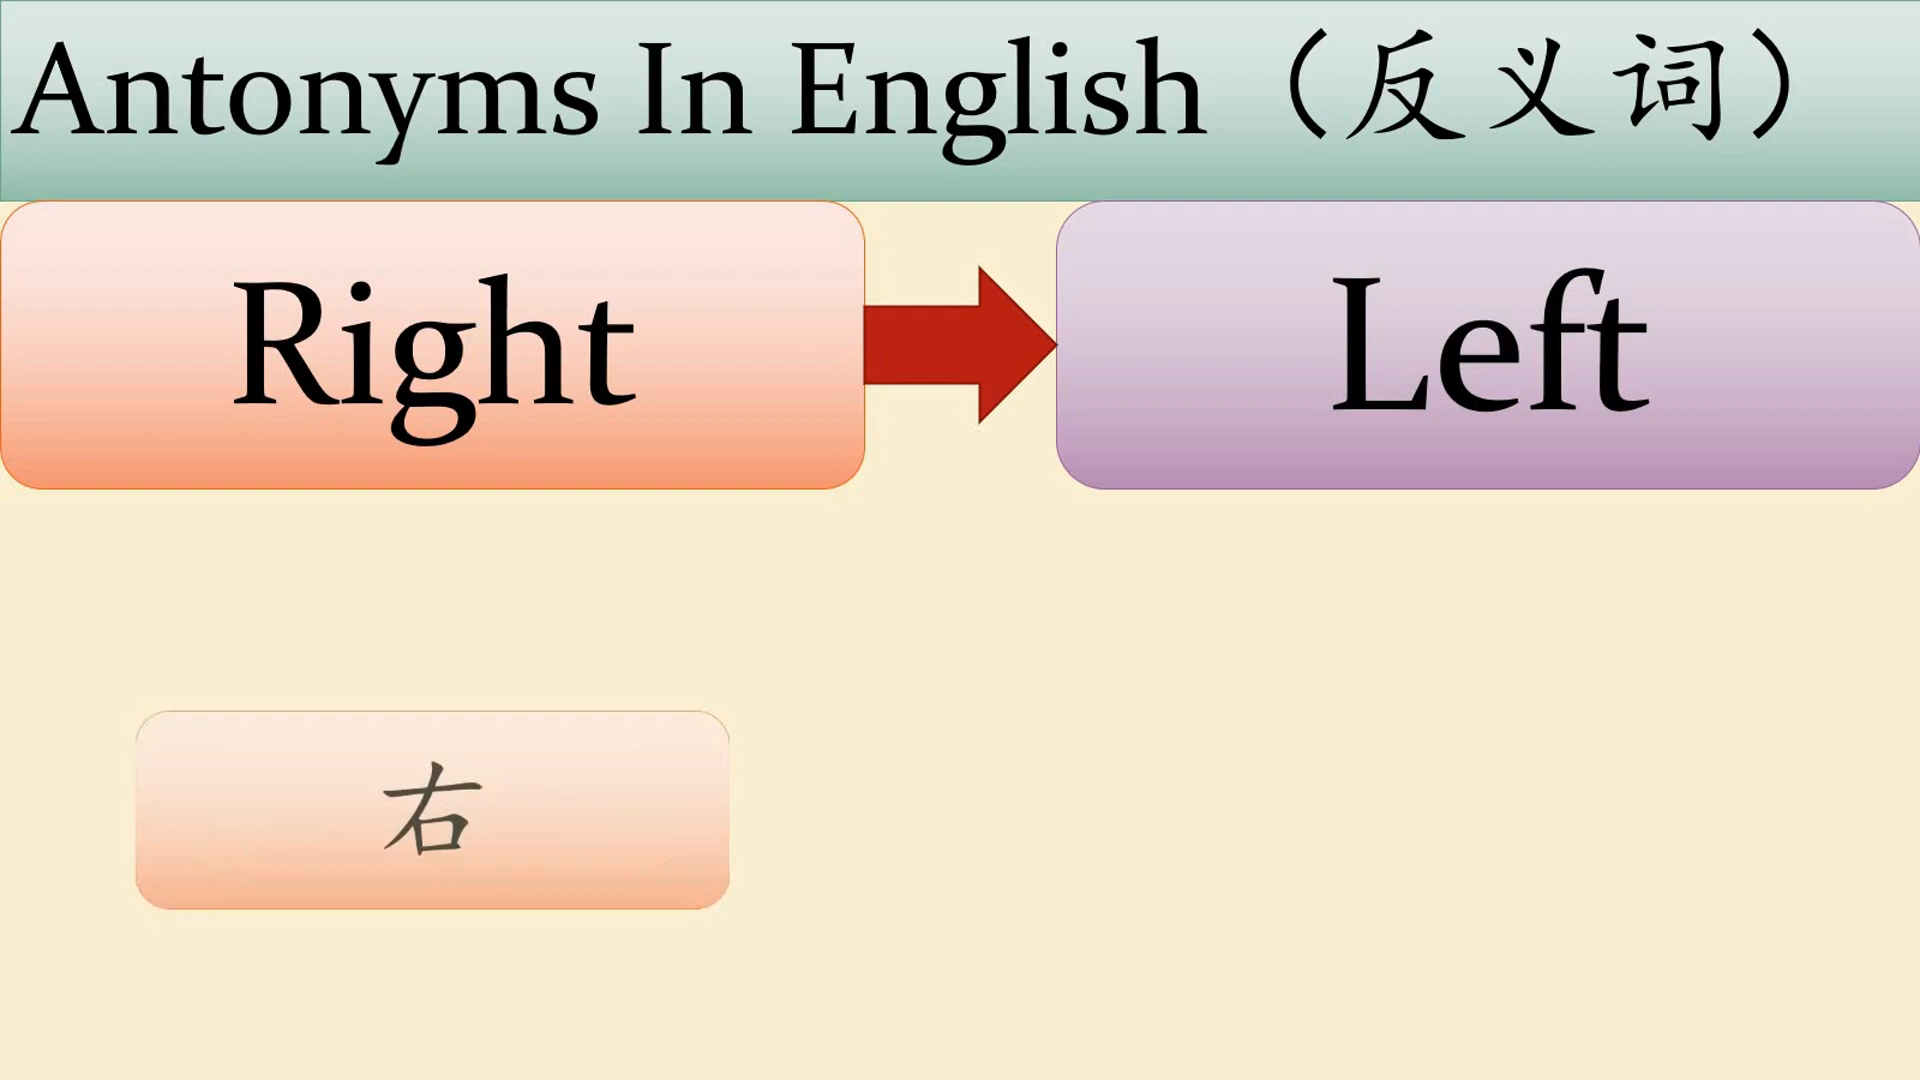 Antonyms In English（反义词）
Right
Left
右